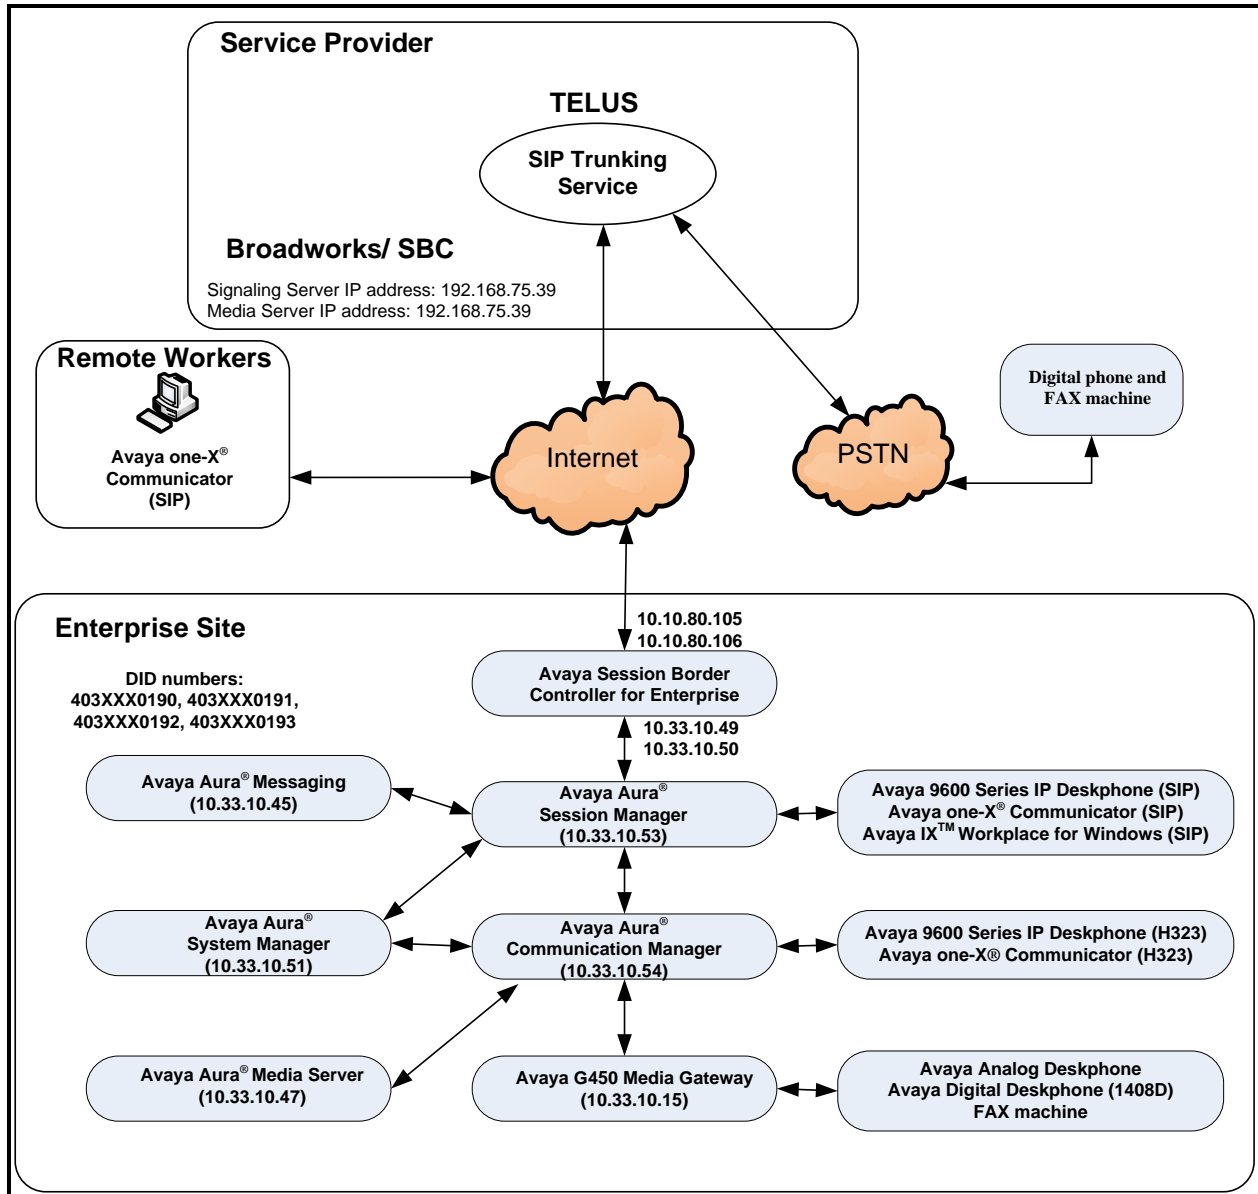 Service Provider
TELUS
SIP Trunking
Service
Broadworks/ SBC
Signaling Server IP address: 192.168.75.39
Media Server IP address: 192.168.75.39
Remote Workers
Avaya one-X®
Communicator
(SIP)
Internet
PSTN
Digital phone and
FAX machine
Enterprise Site
DID numbers:
403XXX0190, 403XXX0191,
403XXX0192, 403XXX0193
10.10.80.105
10.10.80.106
Avaya Session Border
Controller for Enterprise
10.33.10.49
10.33.10.50
Avaya Aura® Messaging
(10.33.10.45)
Avaya Aura®
Session Manager
(10.33.10.53)
Avaya 9600 Series IP Deskphone (SIP)
Avaya one-X® Communicator (SIP)
Avaya IX™ Workplace for Windows (SIP)
Avaya Aura®
System Manager
(10.33.10.51)
Avaya Aura®
Communication Manager
(10.33.10.54)
Avaya 9600 Series IP Deskphone (H323)
Avaya one-X® Communicator (H323)
Avaya Aura® Media Server
(10.33.10.47)
Avaya G450 Media Gateway
(10.33.10.15)
Avaya Analog Deskphone
Avaya Digital Deskphone (1408D)
FAX machine